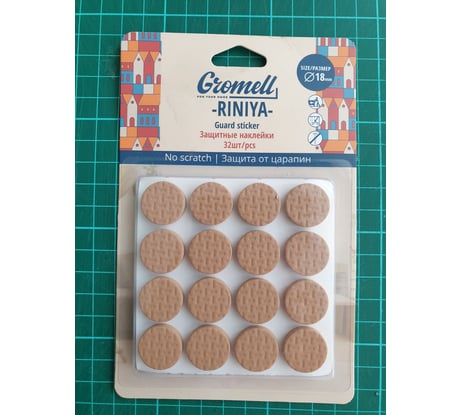 Gromell
FOR YOUR HOME
-RINIYA-
Guard sticker
Защитные наклейки
32шт/pcs
SIZE/РАЗМЕР
Ø18mm
No scratch | Защита от царапин